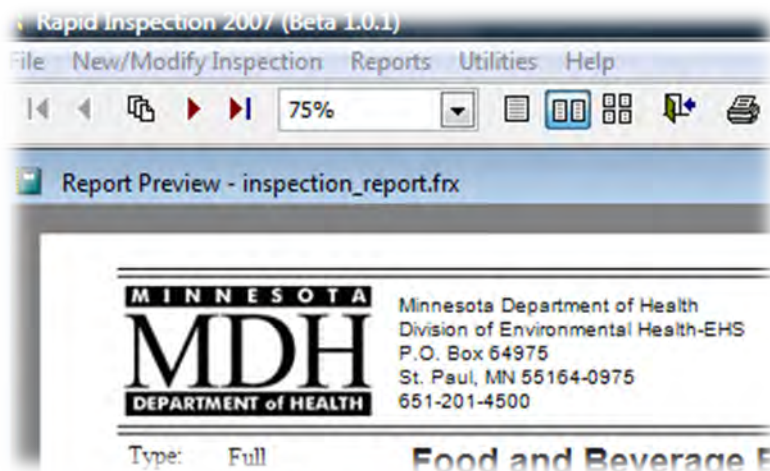 Rapid Inspection 2007 (Beta 1.0.1)
File New/Modify Inspection Reports Utilities Help
75%
Report Preview - inspection_report.frx
MINNESOTA
MDH
DEPARTMENT of HEALTH
Minnesota Department of Health
Division of Environmental Health-EHS
P.O. Box 64975
St. Paul, MN 55164-0975
651-201-4500
Type: Full
Food and Beverage